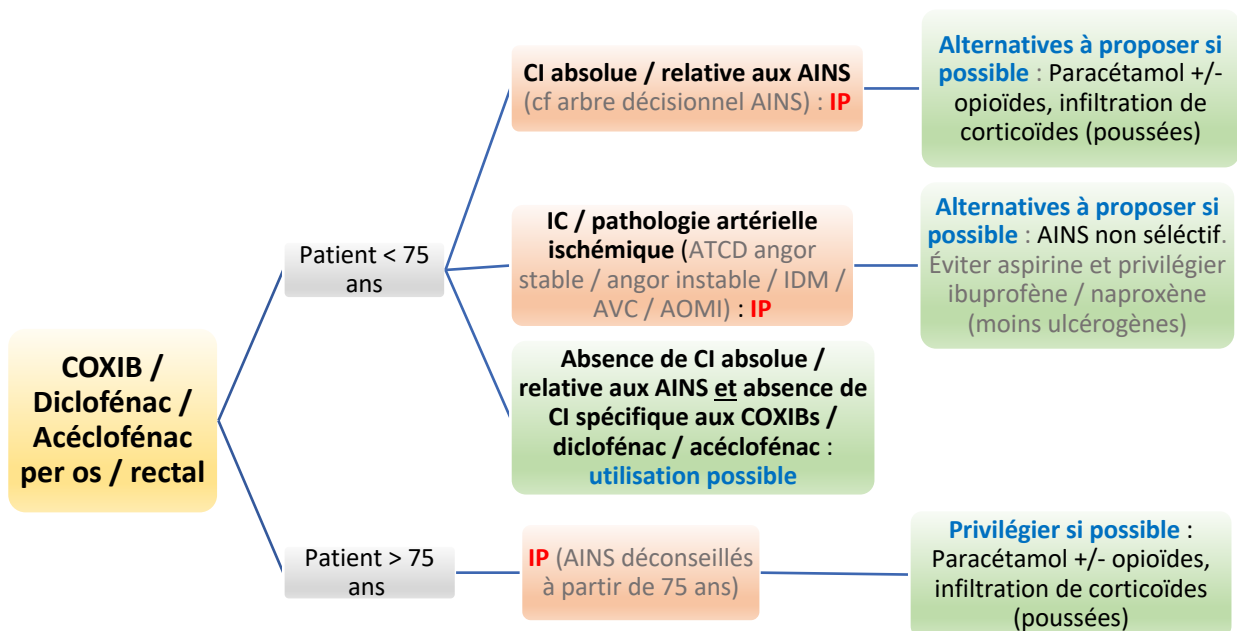 COXIB /
Diclofénac /
Acéclofénac
per os / rectal
Patient < 75
ans
CI absolue / relative aux AINS
(cf arbre décisionnel AINS) : IP
Alternatives à proposer si
possible : Paracétamol +/-
opioïdes, infiltration de
corticoïdes (poussées)
IC / pathologie artérielle
ischémique (ATCD angor
stable / angor instable / IDM /
AVC / AOMI) : IP
Alternatives à proposer si
possible : AINS non séléctif.
Éviter aspirine et privilégier
ibuprofène / naproxène
(moins ulcérogènes)
Absence de CI absolue /
relative aux AINS et absence de
CI spécifique aux COXIBs /
diclofénac / acéclofénac :
utilisation possible
Patient > 75
ans
IP (AINS déconseillés
à partir de 75 ans)
Privilégier si possible :
Paracétamol +/- opioïdes,
infiltration de corticoïdes
(poussées)